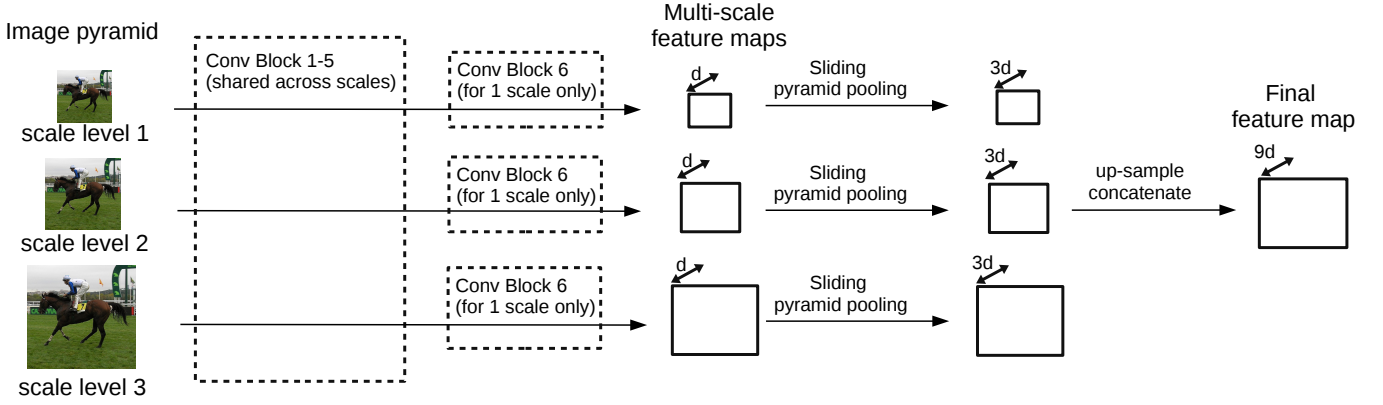 Image pyramid
scale level 1
scale level 2
scale level 3
Conv Block 1-5
(shared across scales)
Conv Block 6
(for 1 scale only)
Conv Block 6
(for 1 scale only)
Conv Block 6
(for 1 scale only)
Multi-scale
feature maps
d
d
d
Sliding
pyramid pooling
Sliding
pyramid pooling
Sliding
pyramid pooling
3d
3d
3d
up-sample
concatenate
Final
feature map
9d